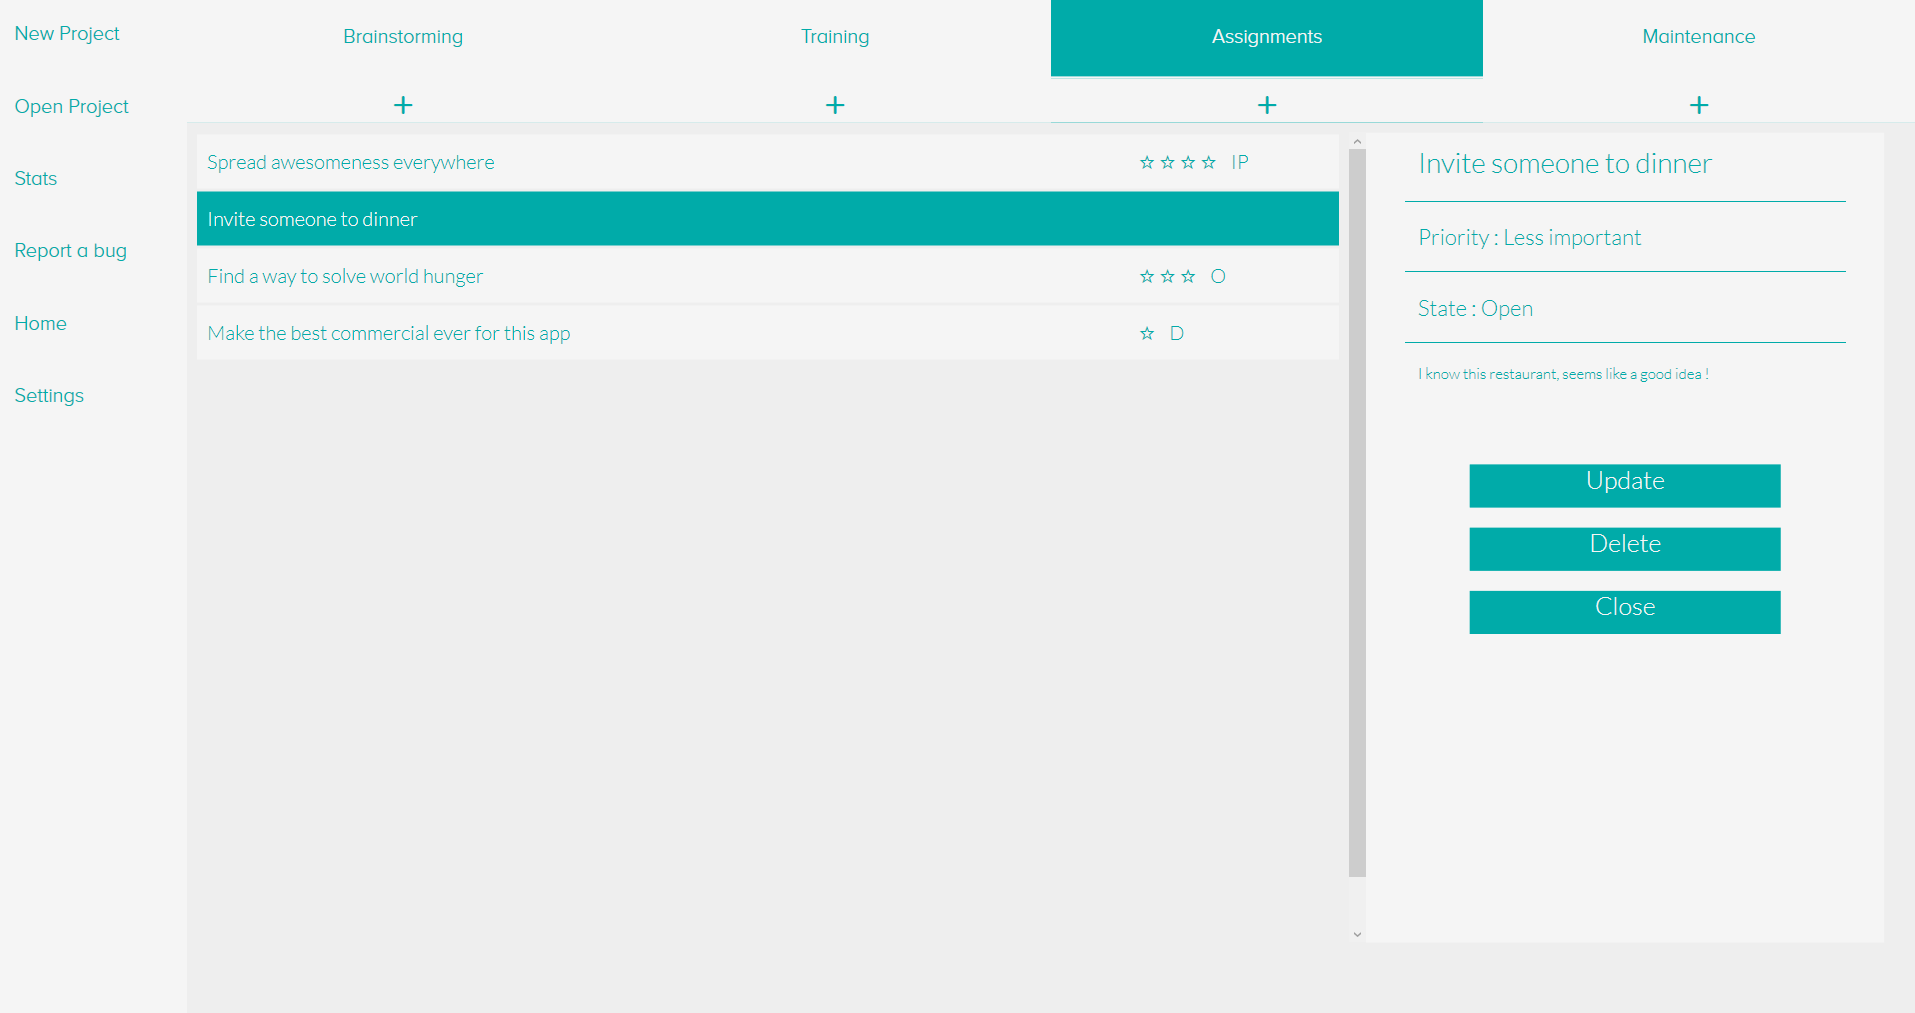 New Project
Open Project
Stats
Report a bug
Home
Settings
Brainstorming
Training
Assignments
Maintenance
+ + + +
Spread awesomeness everywhere ☆ ☆ ☆ ☆ IP
Invite someone to dinner
Find a way to solve world hunger ☆ ☆ ☆ O
Make the best commercial ever for this app ☆ D
Invite someone to dinner
Priority : Less important
State : Open
I know this restaurant, seems like a good idea !
Update
Delete
Close